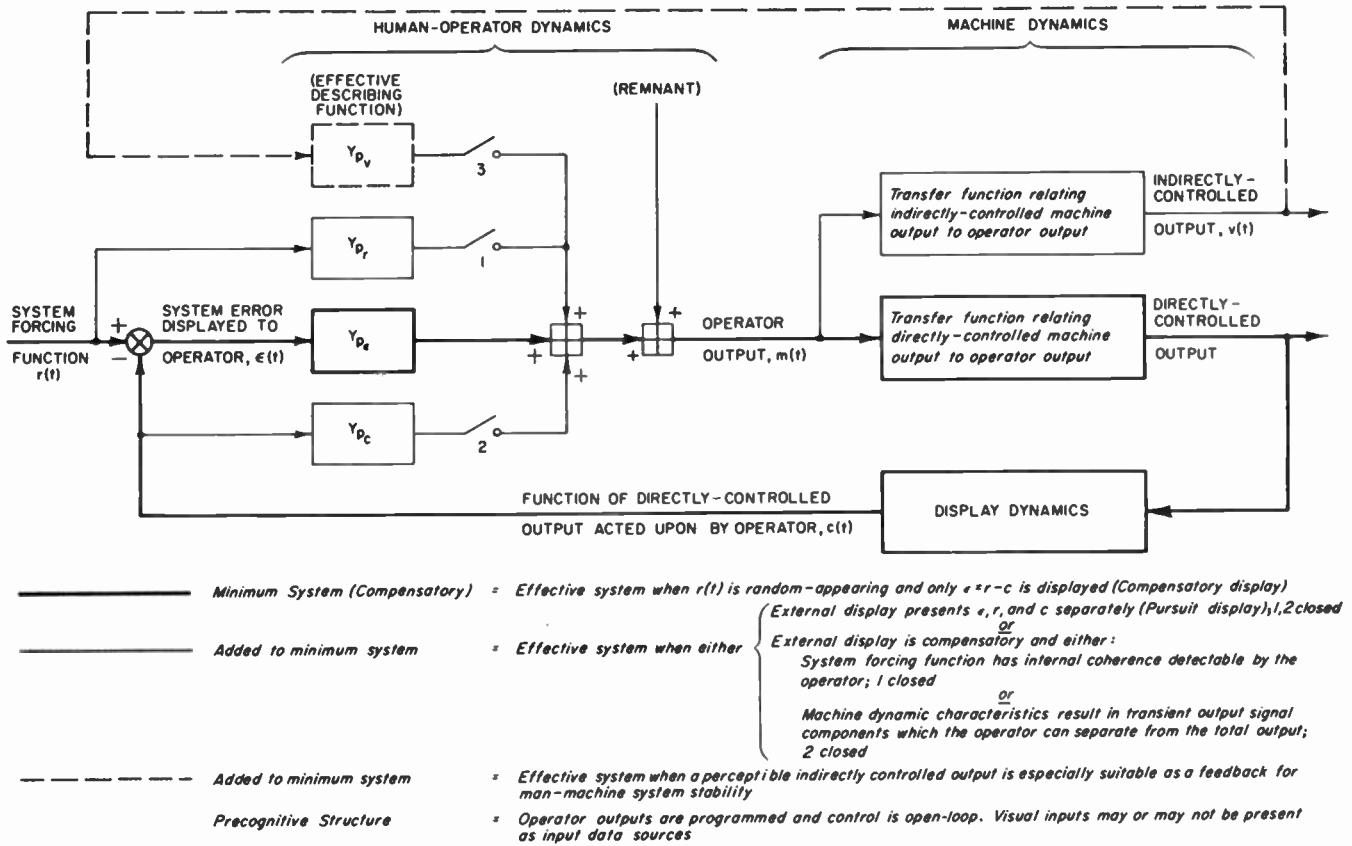 HUMAN-OPERATOR DYNAMICS
MACHINE DYNAMICS
(EFFECTIVE
DESCRIBING
FUNCTION)
(REMNANT)
Ypv
3
Transfer function relating
indirectly-controlled machine
output to operator output
INDIRECTLY-
CONTROLLED
OUTPUT, v(t)
Ypr
1
SYSTEM
FORCING
FUNCTION
r(t)
+
−
SYSTEM ERROR
DISPLAYED TO
OPERATOR, ϵ(t)
Ypϵ
+
+
+
+
+
OPERATOR
OUTPUT, m(t)
Transfer function relating
directly-controlled machine
output to operator output
DIRECTLY-
CONTROLLED
OUTPUT
Ypc
2
FUNCTION OF DIRECTLY-CONTROLLED
OUTPUT ACTED UPON BY OPERATOR, c(t)
DISPLAY DYNAMICS
Minimum System (Compensatory) = Effective system when r(t) is random-appearing and only ϵ = r-c is displayed (Compensatory display)
Added to minimum system = Effective system when either
External display presents ϵ, r, and c separately (Pursuit display), 1,2 closed
or
External display is compensatory and either:
System forcing function has internal coherence detectable by the
operator; 1 closed
or
Machine dynamic characteristics result in transient output signal
components which the operator can separate from the total output;
2 closed
Added to minimum system = Effective system when a perceptible indirectly controlled output is especially suitable as a feedback for
man-machine system stability
Precognitive Structure = Operator outputs are programmed and control is open-loop. Visual inputs may or may not be present
as input data sources